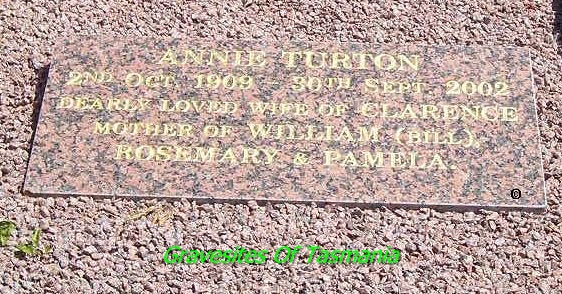 ANNIE TURTON
2ND OCT. 1909 - 30TH SEPT. 2002
DEARLY LOVED WIFE OF CLARENCE
MOTHER OF WILLIAM (BILL),
ROSEMARY & PAMELA.
Gravesites Of Tasmania